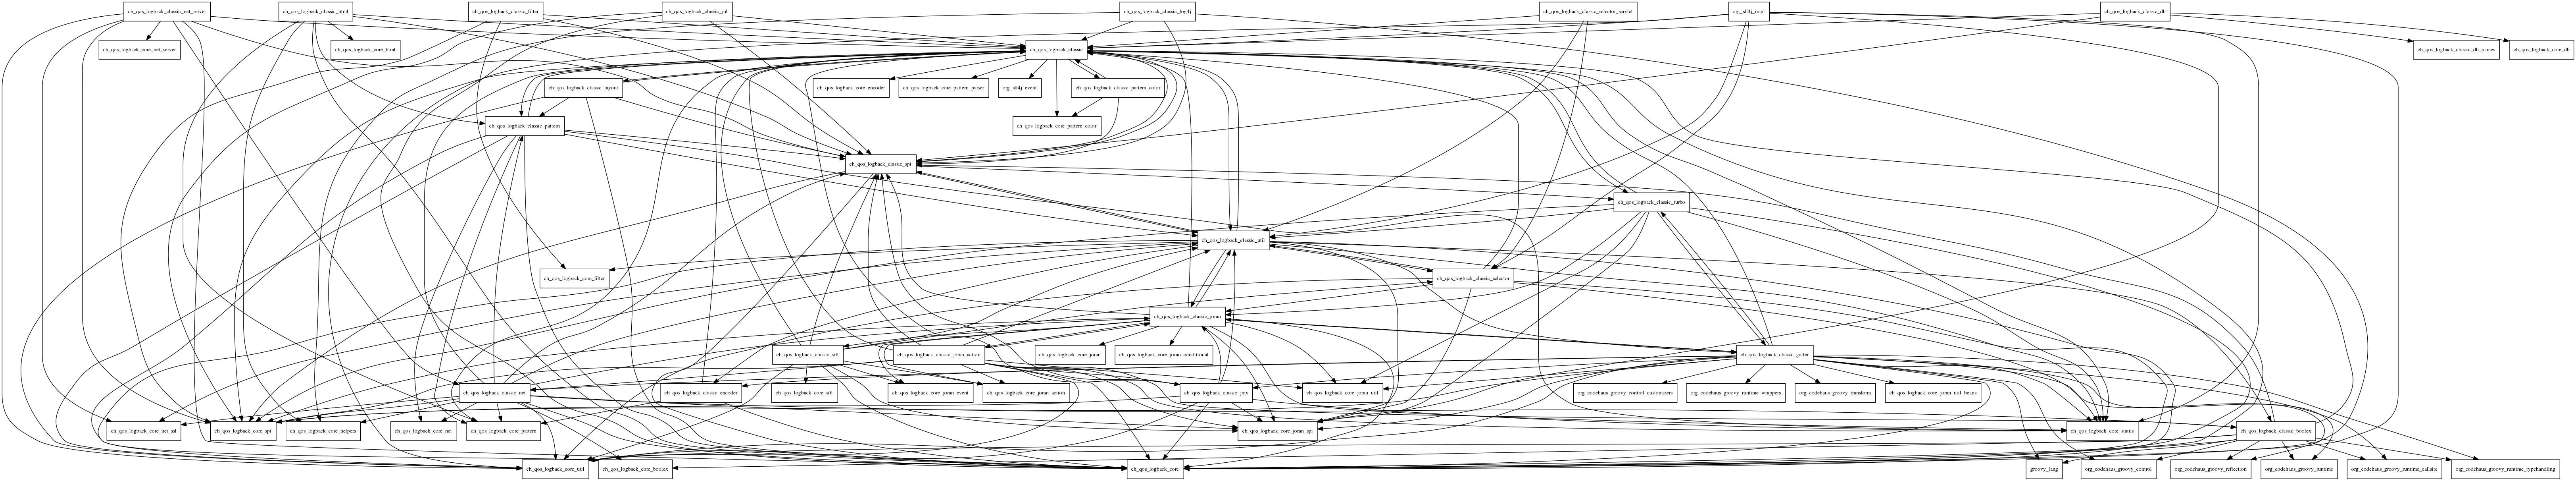 ch_qos_logback_classic_net_server
ch_qos_logback_classic_html
ch_qos_logback_classic_filter
ch_qos_logback_classic_jul
ch_qos_logback_classic_log4j
ch_qos_logback_classic_selector_servlet
org_slf4j_impl
ch_qos_logback_classic_db
ch_qos_logback_core_net_server
ch_qos_logback_core_html
ch_qos_logback_classic
ch_qos_logback_classic_db_names
ch_qos_logback_core_db
ch_qos_logback_classic_layout
ch_qos_logback_core_encoder
ch_qos_logback_core_pattern_parser
org_slf4j_event
ch_qos_logback_classic_pattern_color
ch_qos_logback_classic_pattern
ch_qos_logback_core_pattern_color
ch_qos_logback_classic_spi
ch_qos_logback_classic_turbo
ch_qos_logback_classic_util
ch_qos_logback_core_filter
ch_qos_logback_classic_selector
ch_qos_logback_classic_joran
ch_qos_logback_classic_sift
ch_qos_logback_classic_joran_action
ch_qos_logback_core_joran
ch_qos_logback_core_joran_conditional
ch_qos_logback_classic_gaffer
ch_qos_logback_classic_net
ch_qos_logback_classic_encoder
ch_qos_logback_core_sift
ch_qos_logback_core_joran_event
ch_qos_logback_core_joran_action
ch_qos_logback_classic_jmx
ch_qos_logback_core_joran_util
org_codehaus_groovy_control_customizers
org_codehaus_groovy_runtime_wrappers
org_codehaus_groovy_transform
ch_qos_logback_core_joran_util_beans
ch_qos_logback_core_net_ssl
ch_qos_logback_core_spi
ch_qos_logback_core_helpers
ch_qos_logback_core_net
ch_qos_logback_core_pattern
ch_qos_logback_core_joran_spi
ch_qos_logback_core_status
ch_qos_logback_classic_boolex
ch_qos_logback_core_util
ch_qos_logback_core_boolex
ch_qos_logback_core
groovy_lang
org_codehaus_groovy_control
org_codehaus_groovy_reflection
org_codehaus_groovy_runtime
org_codehaus_groovy_runtime_callsite
org_codehaus_groovy_runtime_typehandling